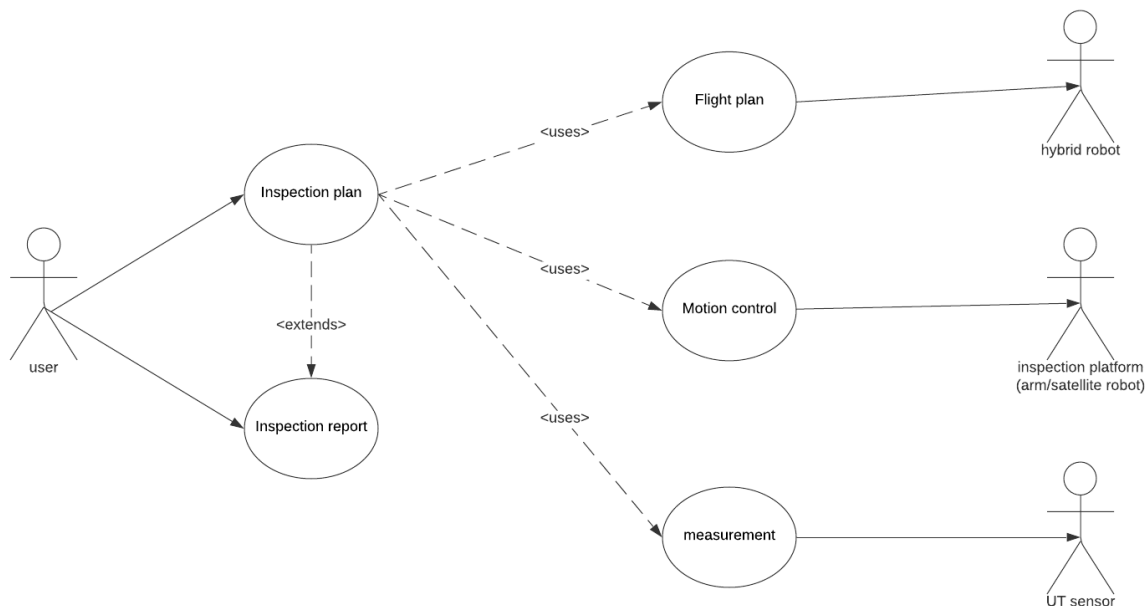 Flight plan
hybrid robot
<uses>
Inspection plan
user
<uses>
Motion control
inspection platform
(arm/satellite robot)
<extends>
Inspection report
<uses>
measurement
UT sensor